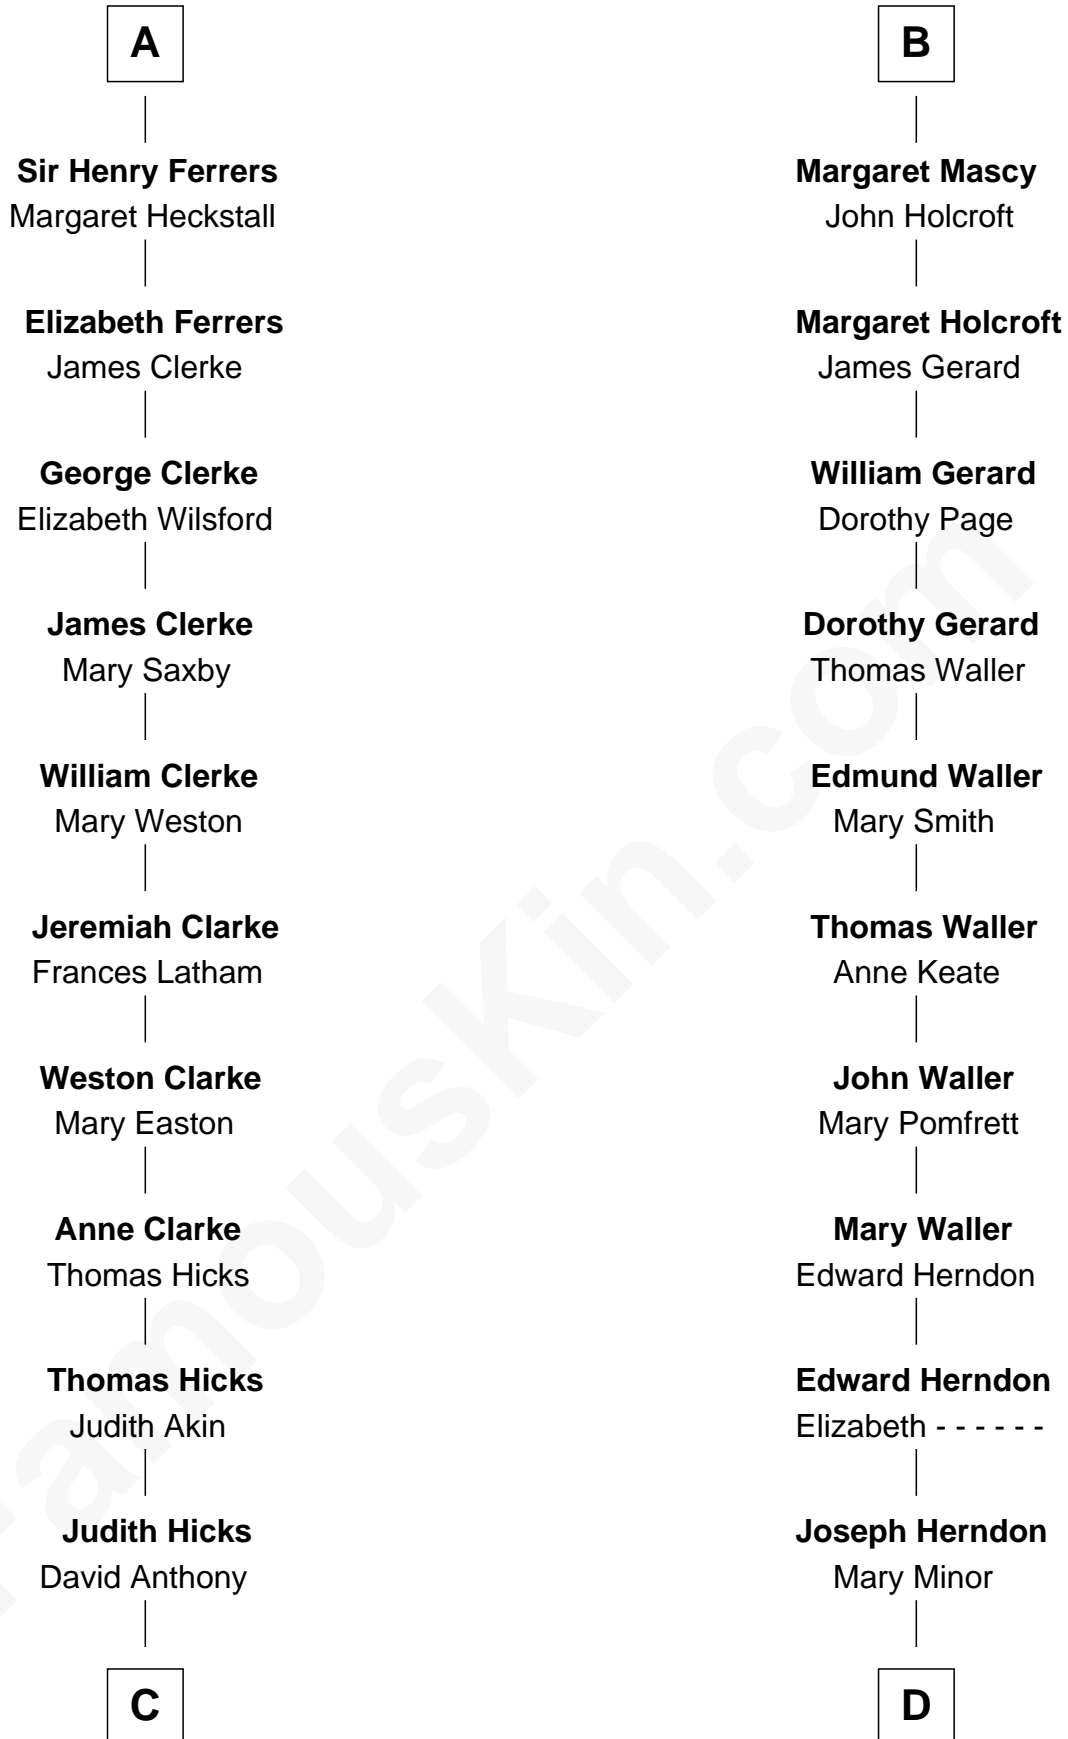 A
Sir Henry Ferrers
Margaret Heckstall
Elizabeth Ferrers
James Clerke
George Clerke
Elizabeth Wilsford
James Clerke
Mary Saxby
William Clerke
Mary Weston
Jeremiah Clarke
Frances Latham
Weston Clarke
Mary Easton
Anne Clarke
Thomas Hicks
Thomas Hicks
Judith Akin
Judith Hicks
David Anthony
C
B
Margaret Mascy
John Holcroft
Margaret Holcroft
James Gerard
William Gerard
Dorothy Page
Dorothy Gerard
Thomas Waller
Edmund Waller
Mary Smith
Thomas Waller
Anne Keate
John Waller
Mary Pomfrett
Mary Waller
Edward Herndon
Edward Herndon
Elizabeth - - - - - -
Joseph Herndon
Mary Minor
D
FamousKin.com